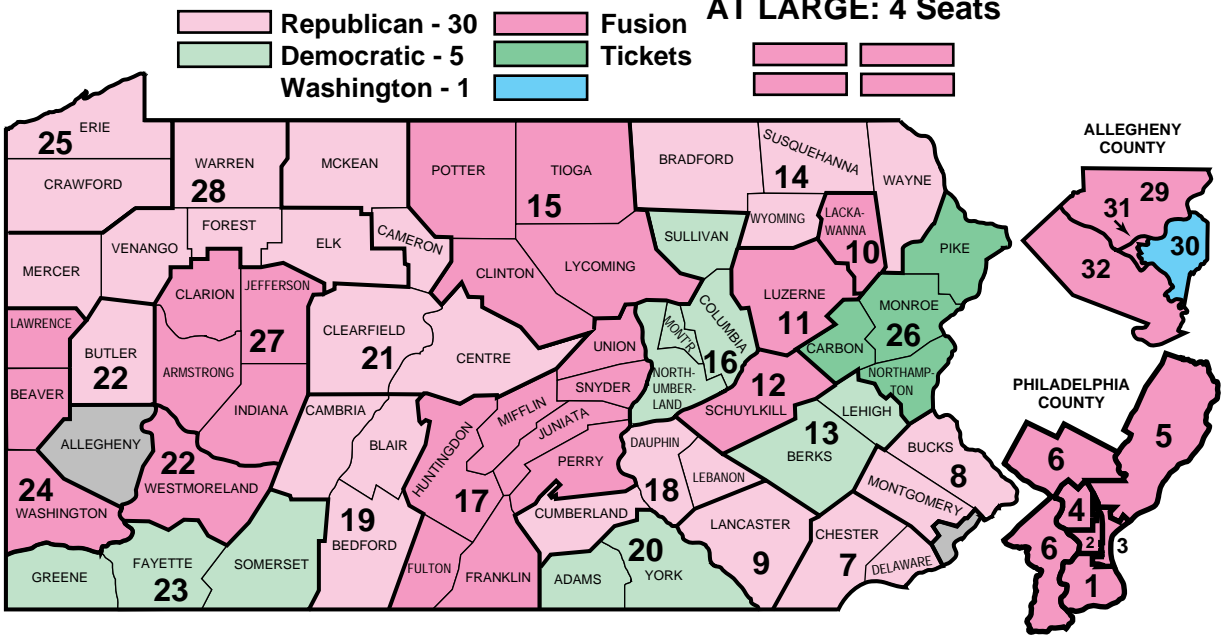 AT LARGE: 4 Seats
Republican - 30
Fusion
Democratic - 5
Tickets
Washington - 1
ERIE
25
CRAWFORD
WARREN
28
MCKEAN
POTTER
TIOGA
15
BRADFORD
SUSQUEHANNA
14
WAYNE
WYOMING
LACKA-
WANNA
10
FOREST
VENANGO
ELK
CAMERON
MERCER
SULLIVAN
PIKE
CLARION
JEFFERSON
27
CLINTON
LYCOMING
LUZERNE
11
MONROE
26
CARBON
NORTHAMP-
TON
LAWRENCE
BUTLER
22
CLEARFIELD
21
CENTRE
UNION
SNYDER
MONTR
COLUMBIA
16
NORTH-
UMBER-
LAND
BEAVER
ARMSTRONG
INDIANA
CAMBRIA
BLAIR
HUNTINGDON
MIFFLIN
JUNIATA
PERRY
17
12
SCHUYLKILL
LEHIGH
13
BERKS
ALLEGHENY
22
WESTMORELAND
DAUPHIN
18
LEBANON
BUCKS
8
MONTGOMERY
24
WASHINGTON
19
BEDFORD
CUMBERLAND
LANCASTER
9
CHESTER
7
DELAWARE
GREENE
FAYETTE
23
SOMERSET
FULTON
FRANKLIN
ADAMS
20
YORK
ALLEGHENY
COUNTY
29
31
30
32
PHILADELPHIA
COUNTY
5
6
4
6
2
3
1